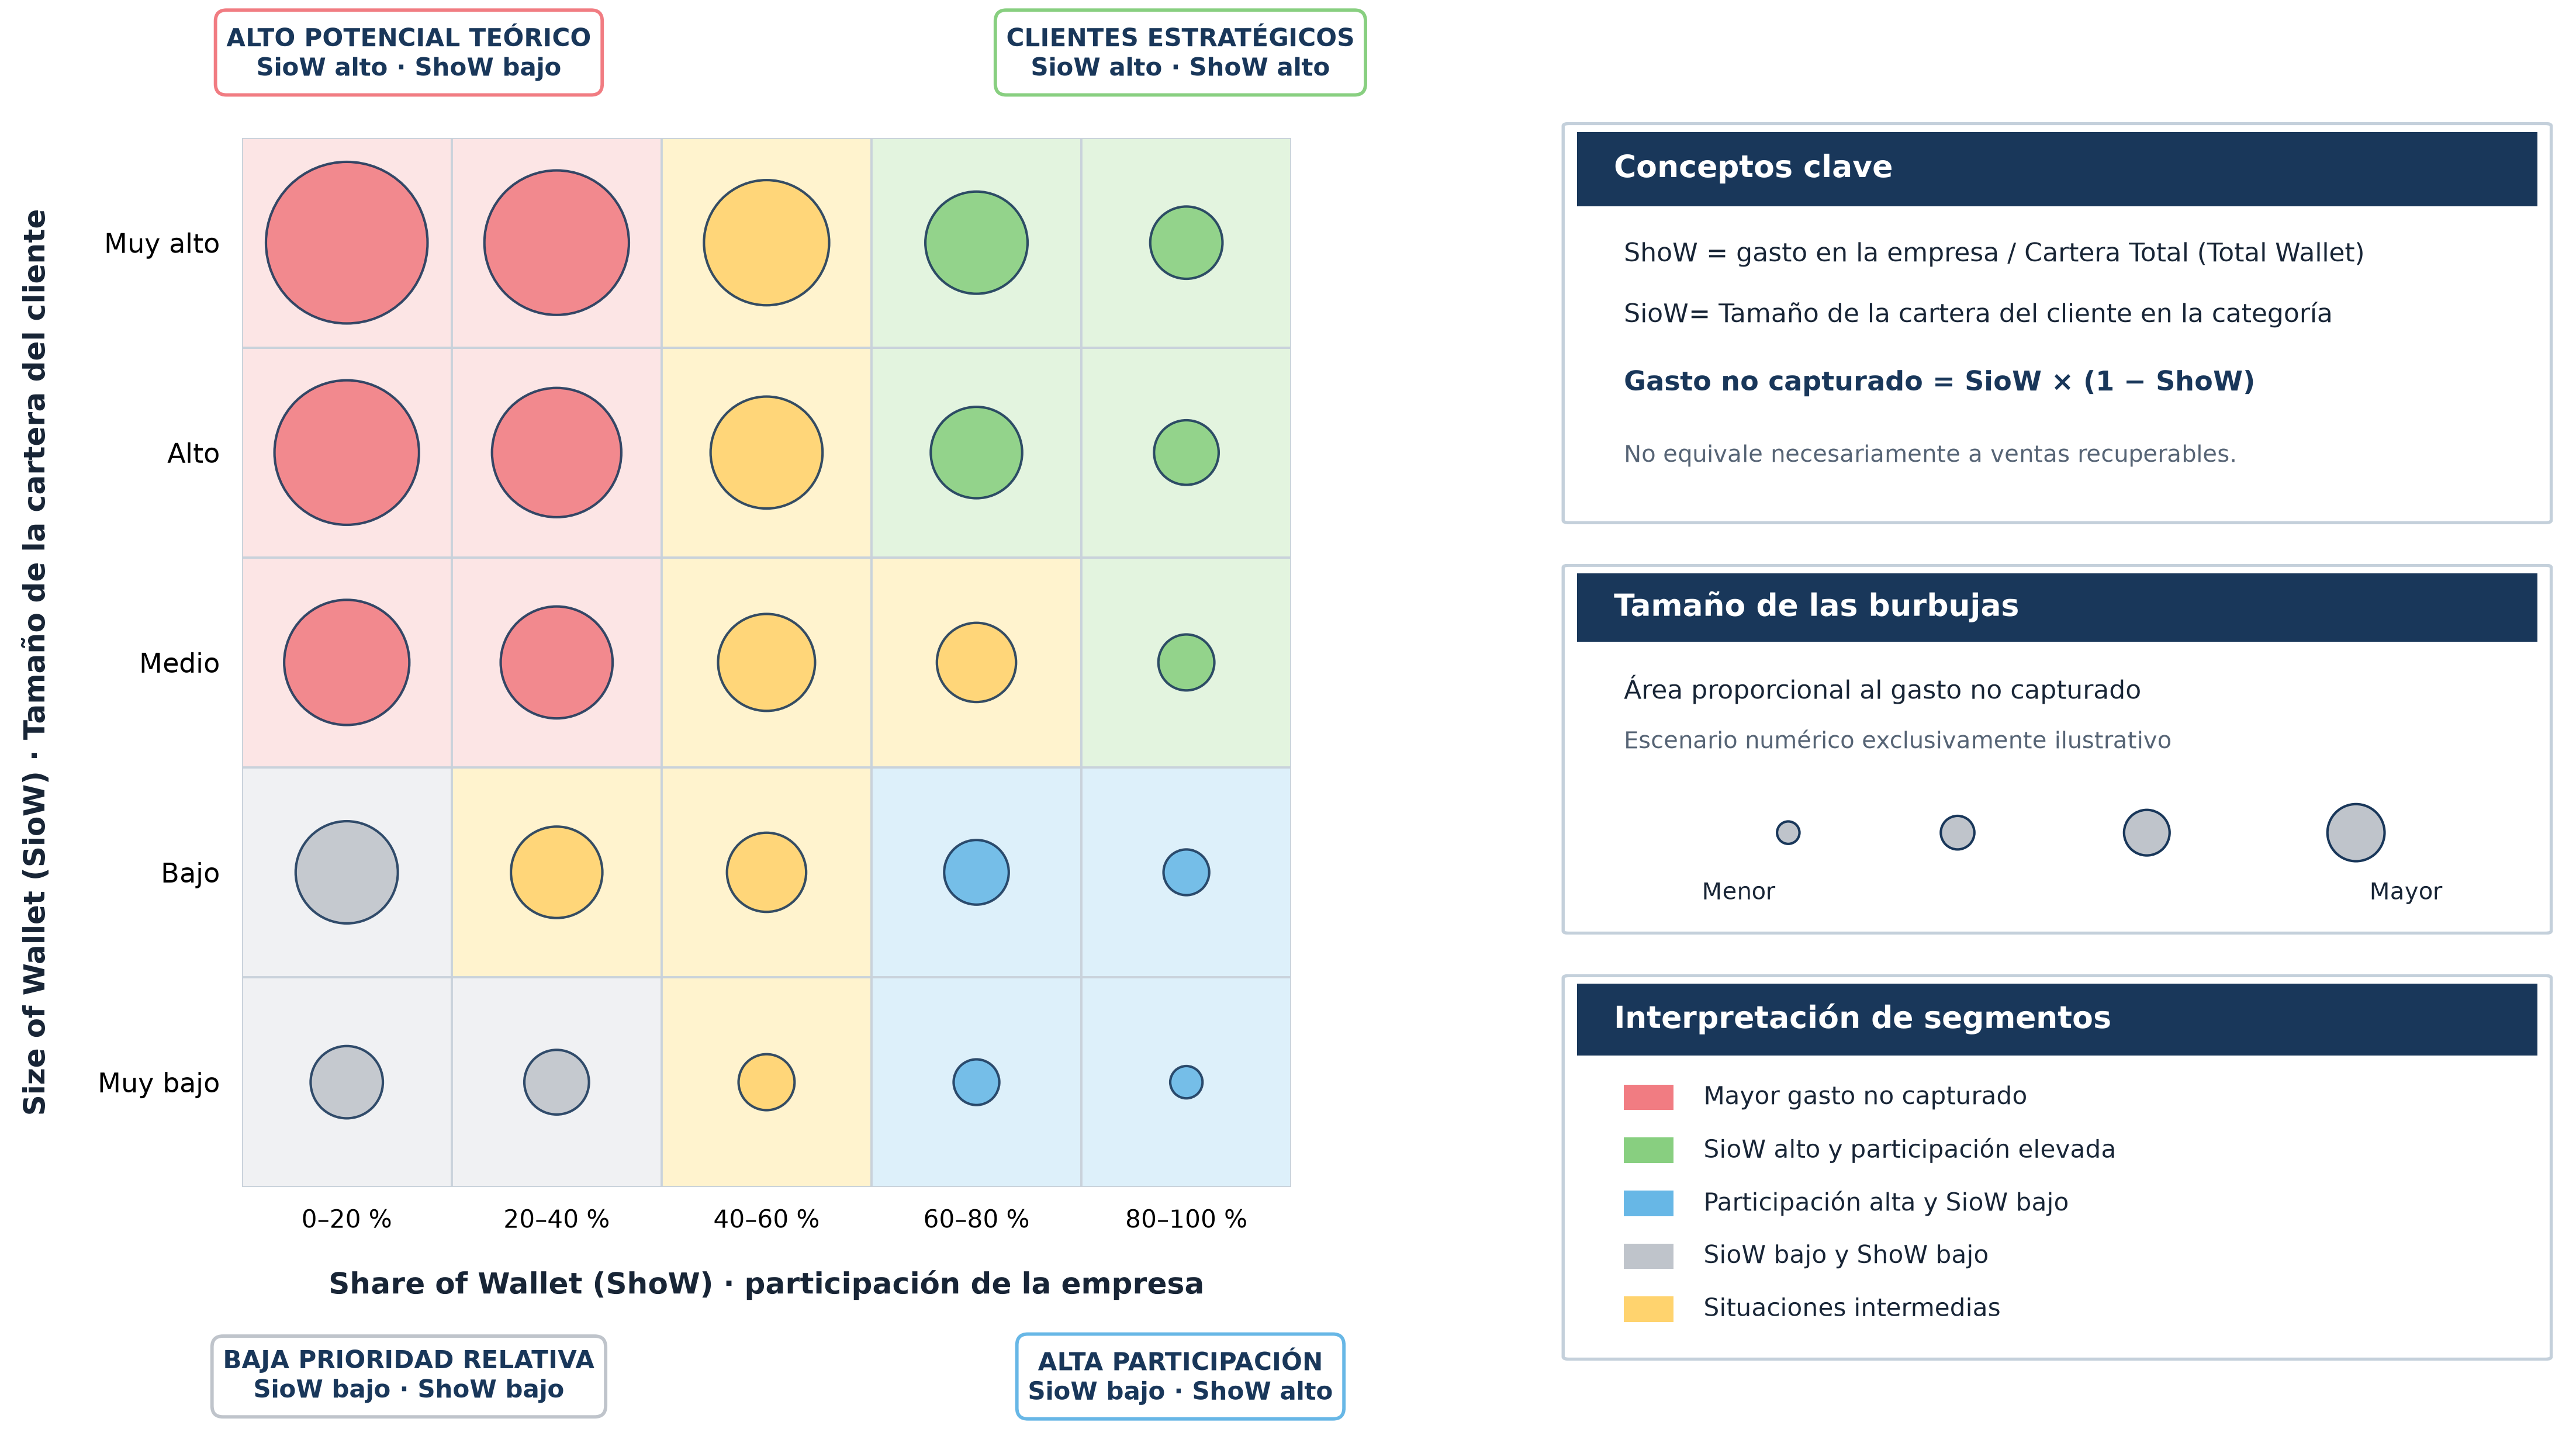 ALTO POTENCIAL TEÓRICO
SioW alto · ShoW bajo
CLIENTES ESTRATÉGICOS
SioW alto · ShoW alto
Size of Wallet (SioW) · Tamaño de la cartera del cliente
Muy alto
Alto
Medio
Bajo
Muy bajo
0–20 %
20–40 %
40–60 %
60–80 %
80–100 %
Share of Wallet (ShoW) · participación de la empresa
BAJA PRIORIDAD RELATIVA
SioW bajo · ShoW bajo
ALTA PARTICIPACIÓN
SioW bajo · ShoW alto
Conceptos clave
ShoW = gasto en la empresa / Cartera Total (Total Wallet)
SioW= Tamaño de la cartera del cliente en la categoría
Gasto no capturado = SioW × (1 − ShoW)
No equivale necesariamente a ventas recuperables.
Tamaño de las burbujas
Área proporcional al gasto no capturado
Escenario numérico exclusivamente ilustrativo
Menor
Mayor
Interpretación de segmentos
Mayor gasto no capturado
SioW alto y participación elevada
Participación alta y SioW bajo
SioW bajo y ShoW bajo
Situaciones intermedias